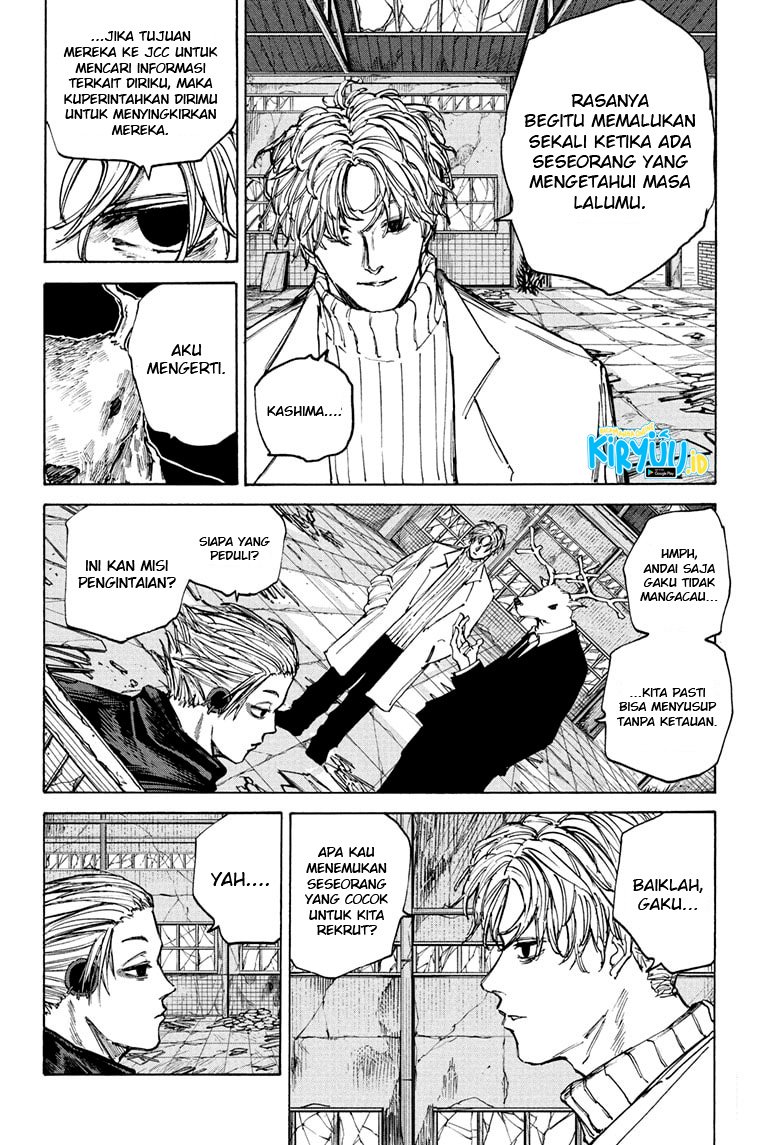 RASANYA
BEGITU MEMALUKAN
SEKALI KETIKA ADA
SESEORANG YANG
MENGETAHUI MASA
LALUMU.
KASHIMA....
...JIKA TUJUAN
MEREKA KE JCC UNTUK
MENCARI INFORMASI
TERKAIT DIRIKU, MAKA
KUPERINTAHKAN DIRIMU
UNTUK MENYINGKIRKAN
MEREKA.
AKU
MENGERTI.
KIRYUU.ID
Google Play
HMPH,
ANDAI SAJA
GAKU TIDAK
MANGACAU...
...KITA PASTI
BISA MENYUSUP
TANPA KETAUAN.
SIAPA YANG
PEDULI?
INI KAN MISI
PENGINTAIAN?
BAIKLAH,
GAKU...
APA KAU
MENEMUKAN
SESEORANG
YANG COCOK
UNTUK KITA
REKRUT?
YAH....